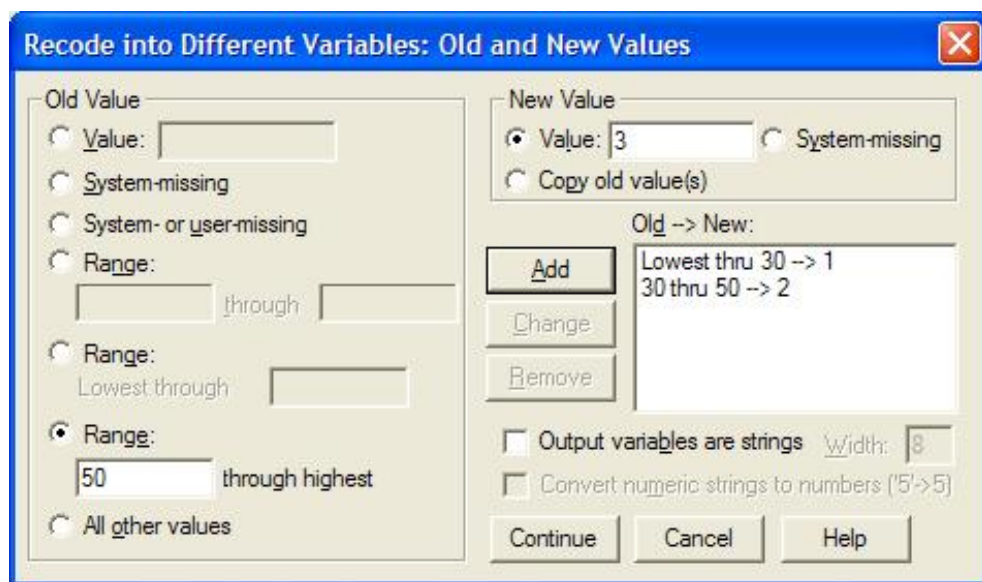 Recode into Different Variables: Old and New Values
Old Value
Value:
System-missing
System- or user-missing
Range:
through
Range:
Lowest through
Range:
50 through highest
All other values
New Value
Value: 3 System-missing
Copy old value(s)
Old --> New:
Add
Change
Remove
Lowest thru 30 --> 1
30 thru 50 --> 2
Output variables are strings Width: 8
Convert numeric strings to numbers ('5'->5)
Continue Cancel Help